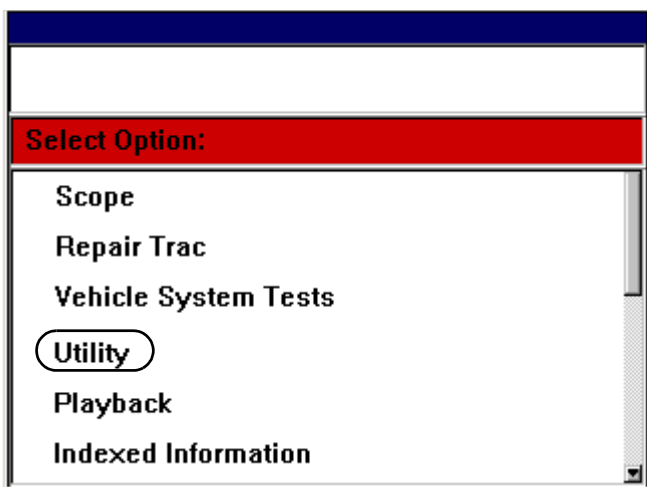 Select Option:
Scope
Repair Trac
Vehicle System Tests
Utility
Playback
Indexed Information